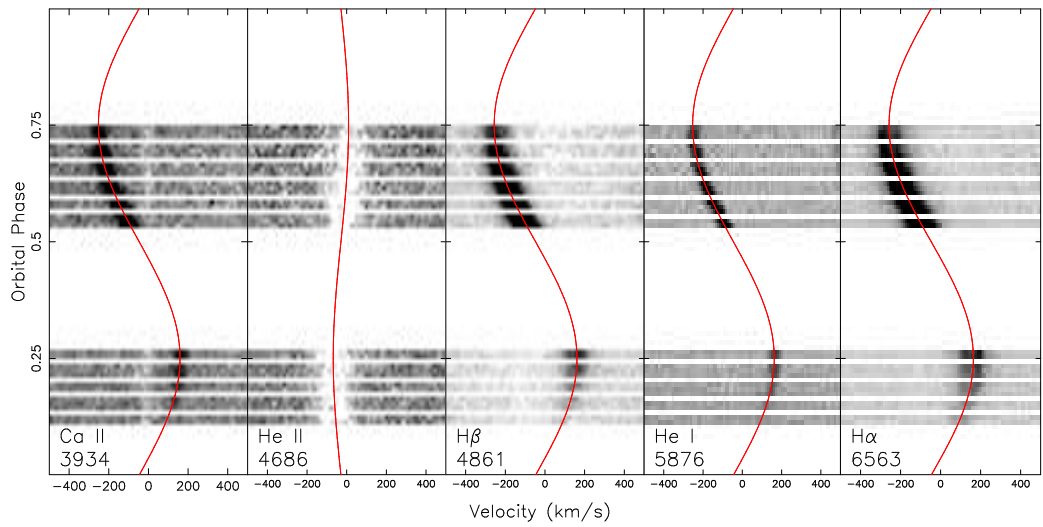 Orbital Phase
0.75
0.5
0.25
Ca II
3934
He II
4686
Hβ
4861
He I
5876
Hα
6563
−400 −200 0 200 400
−400 −200 0 200 400
−400 −200 0 200 400
−400 −200 0 200 400
−400 −200 0 200 400
Velocity (km/s)